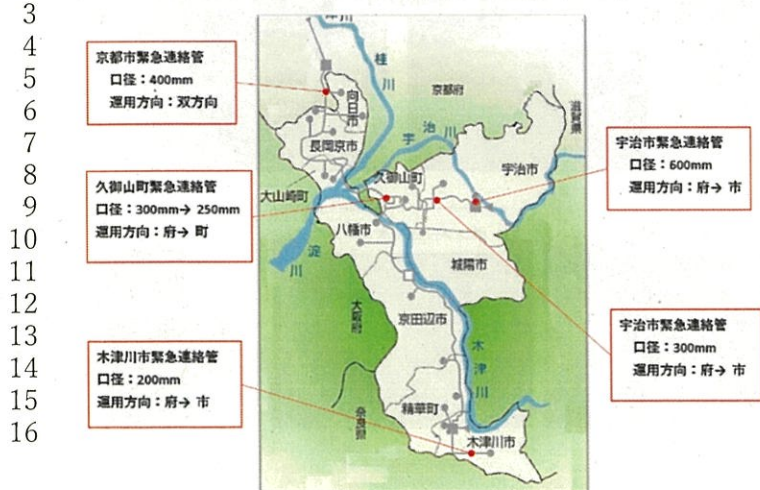 3
4
5
6
7
8
9
10
11
12
13
14
15
16
京都市緊急連絡管
口径：400mm
運用方向：双方向
久御山町緊急連絡管
口径：300mm→ 250mm
運用方向：府→ 町
木津川市緊急連絡管
口径：200mm
運用方向：府→ 市
桂川
京都府
滋賀県
向日市
宇治川
長岡京市
宇治市
久御山町
大山崎町
八幡市
淀川
城陽市
大阪府
京田辺市
木津川
精華町
奈良県
木津川市
宇治市緊急連絡管
口径：600mm
運用方向：府→ 市
宇治市緊急連絡管
口径：300mm
運用方向：府→ 市